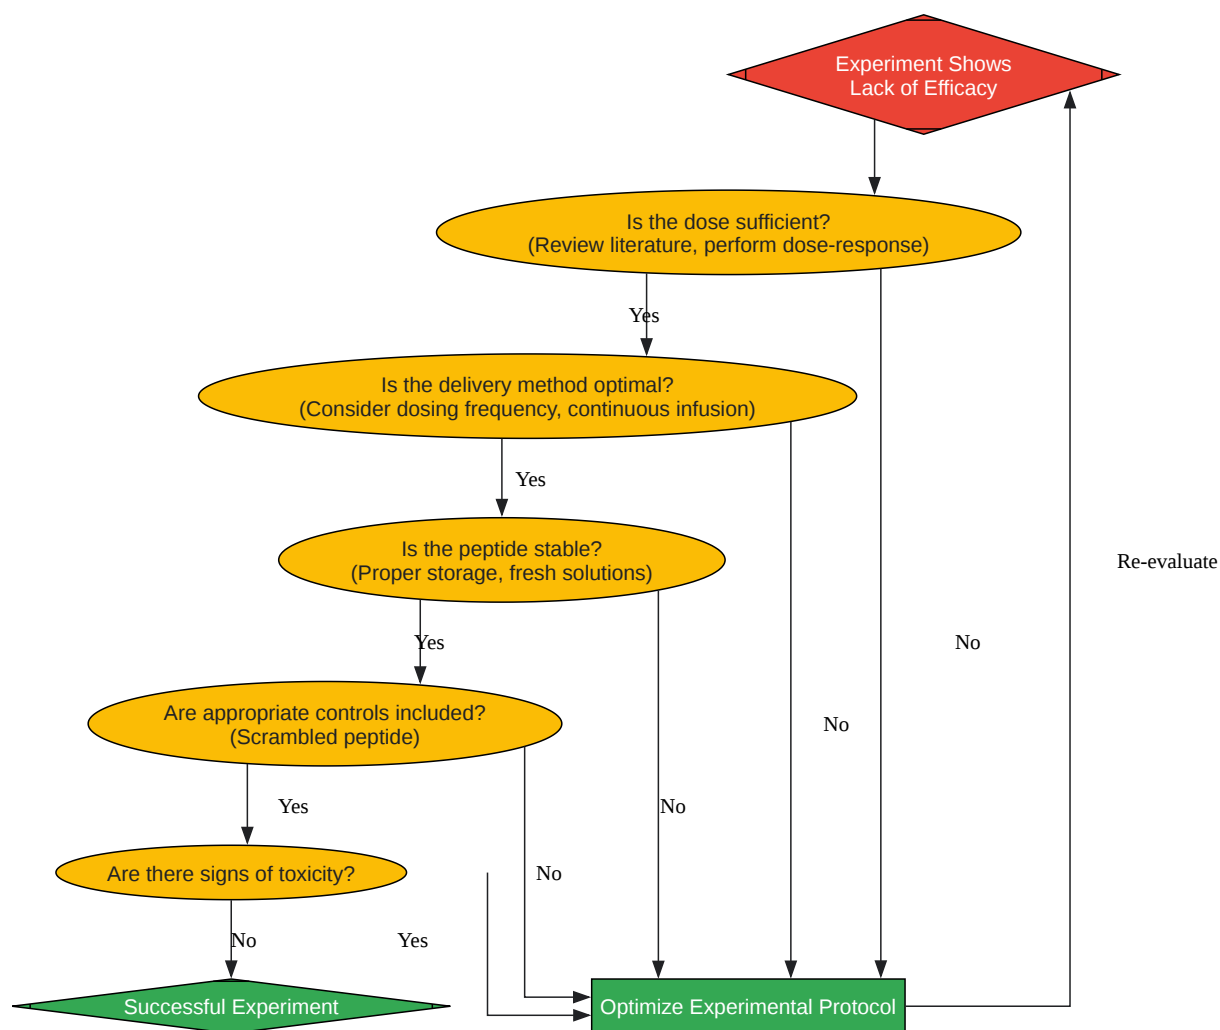 Experiment Shows
Lack of Efficacy
Is the dose sufficient?
(Review literature, perform dose-response)
Yes
Is the delivery method optimal?
(Consider dosing frequency, continuous infusion)
Yes
Is the peptide stable?
(Proper storage, fresh solutions)
Re-evaluate
Yes
No
Are appropriate controls included?
(Scrambled peptide)
No
Yes
No
Are there signs of toxicity?
No
No
Yes
Successful Experiment
Optimize Experimental Protocol